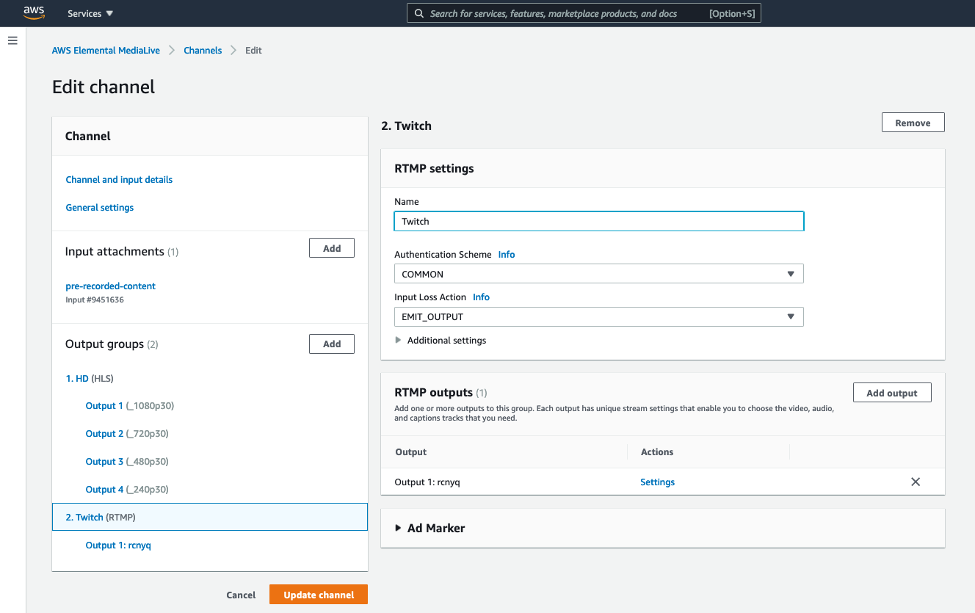 aws
Services ▼
Search for services, features, marketplace products, and docs [Option+S]
AWS Elemental MediaLive > Channels > Edit
Edit channel
Channel
Channel and input details
General settings
Input attachments (1)
Add
pre-recorded-content
Input #9451636
Output groups (2)
Add
1. HD (HLS)
Output 1 (_1080p30)
Output 2 (_720p30)
Output 3 (_480p30)
Output 4 (_240p30)
2. Twitch (RTMP)
Output 1: rcnyq
Cancel
Update channel
2. Twitch
Remove
RTMP settings
Name
Twitch
Authentication Scheme Info
COMMON
Input Loss Action Info
EMIT_OUTPUT
Additional settings
RTMP outputs (1)
Add output
Add one or more outputs to this group. Each output has unique stream settings that enable you to choose the video, audio,
and captions tracks that you need.
Output Actions
Output 1: rcnyq Settings
Ad Marker